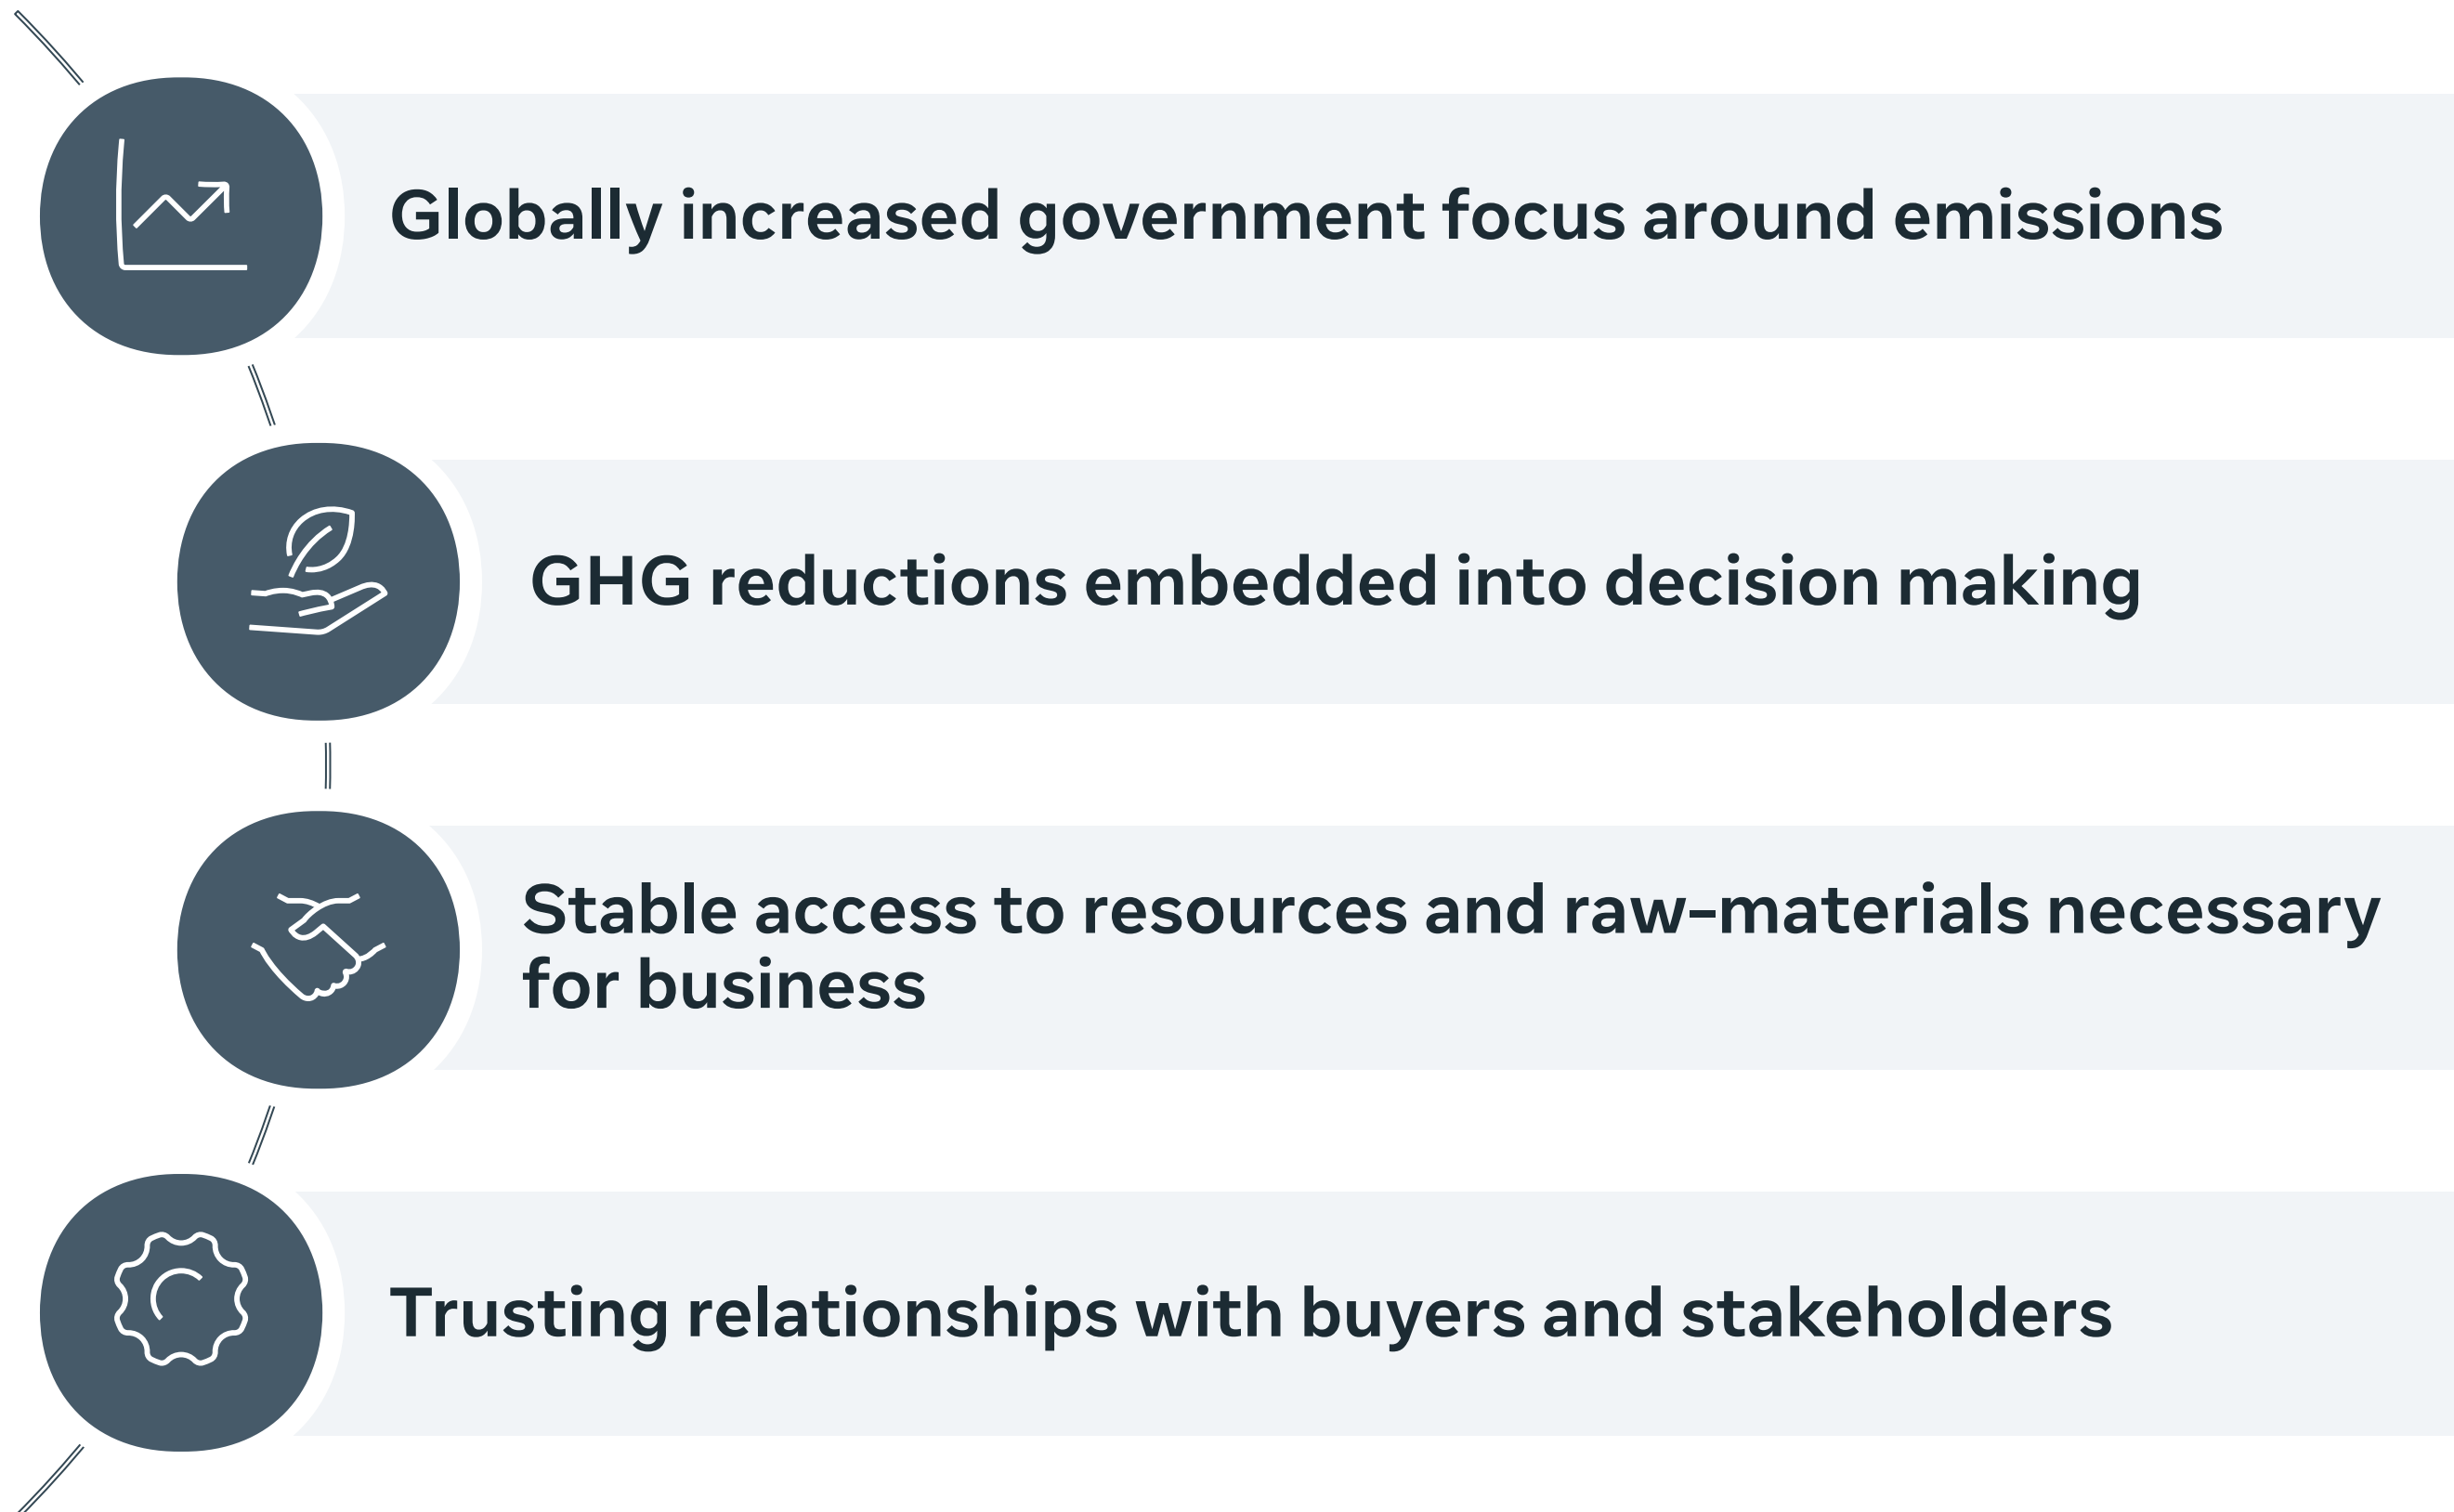 Globally increased government focus around emissions
GHG reductions embedded into decision making
Stable access to resources and raw–materials necessary
for business
Trusting relationships with buyers and stakeholders